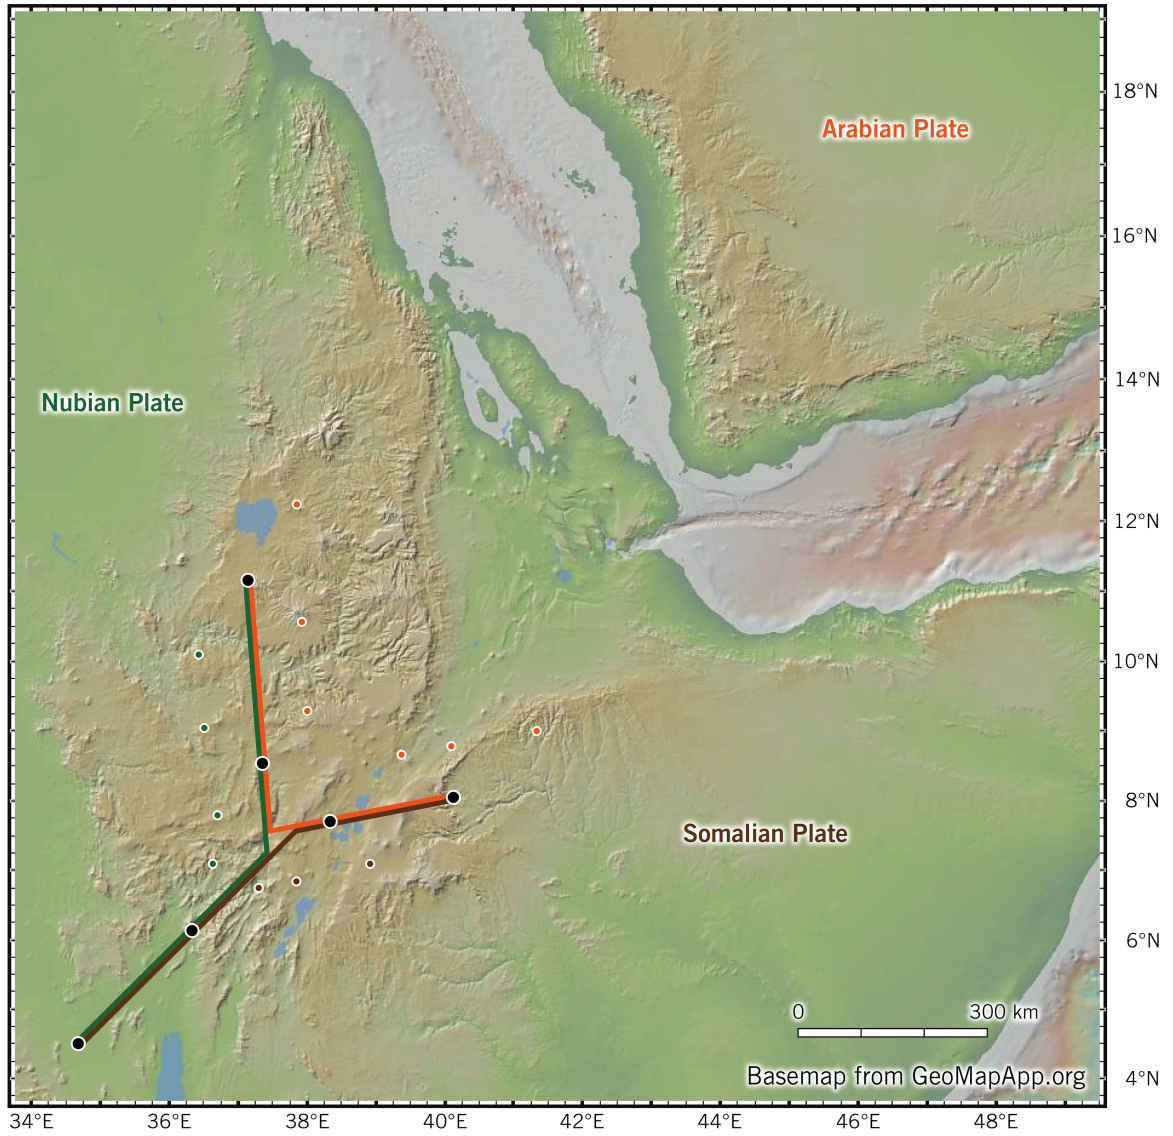 18°N
Arabian Plate
16°N
14°N
Nubian Plate
12°N
10°N
8°N
Somalian Plate
6°N
0 300 km
Basemap from GeoMapApp.org
4°N
34°E 36°E 38°E 40°E 42°E 44°E 46°E 48°E